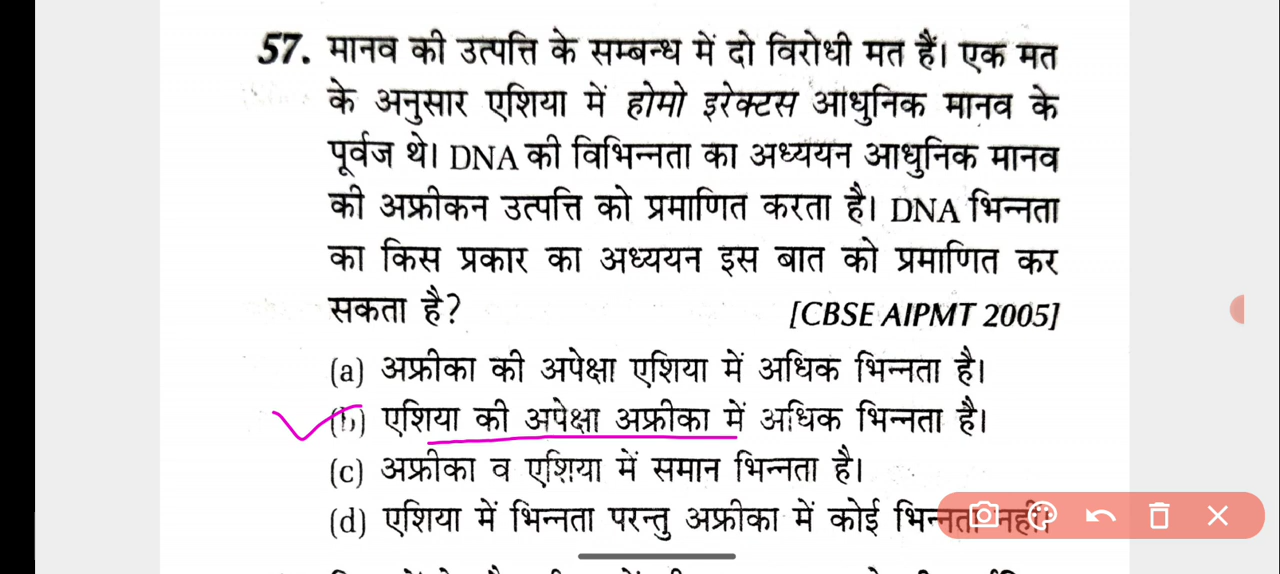 57. मानव की उत्पत्ति के सम्बन्ध में दो विरोधी मत हैं। एक मत
के अनुसार एशिया में होमो इरेक्टस आधुनिक मानव के
पूर्वज थे। DNA की विभिन्नता का अध्ययन आधुनिक मानव
की अफ्रीकन उत्पत्ति को प्रमाणित करता है। DNA भिन्नता
का किस प्रकार का अध्ययन इस बात को प्रमाणित कर
सकता है? [CBSE AIPMT 2005]
(a) अफ्रीका की अपेक्षा एशिया में अधिक भिन्नता है।
(b) एशिया की अपेक्षा अफ्रीका में अधिक भिन्नता है।
(c) अफ्रीका व एशिया में समान भिन्नता है।
(d) एशिया में भिन्नता परन्तु अफ्रीका में कोई भिन्नता नहीं।